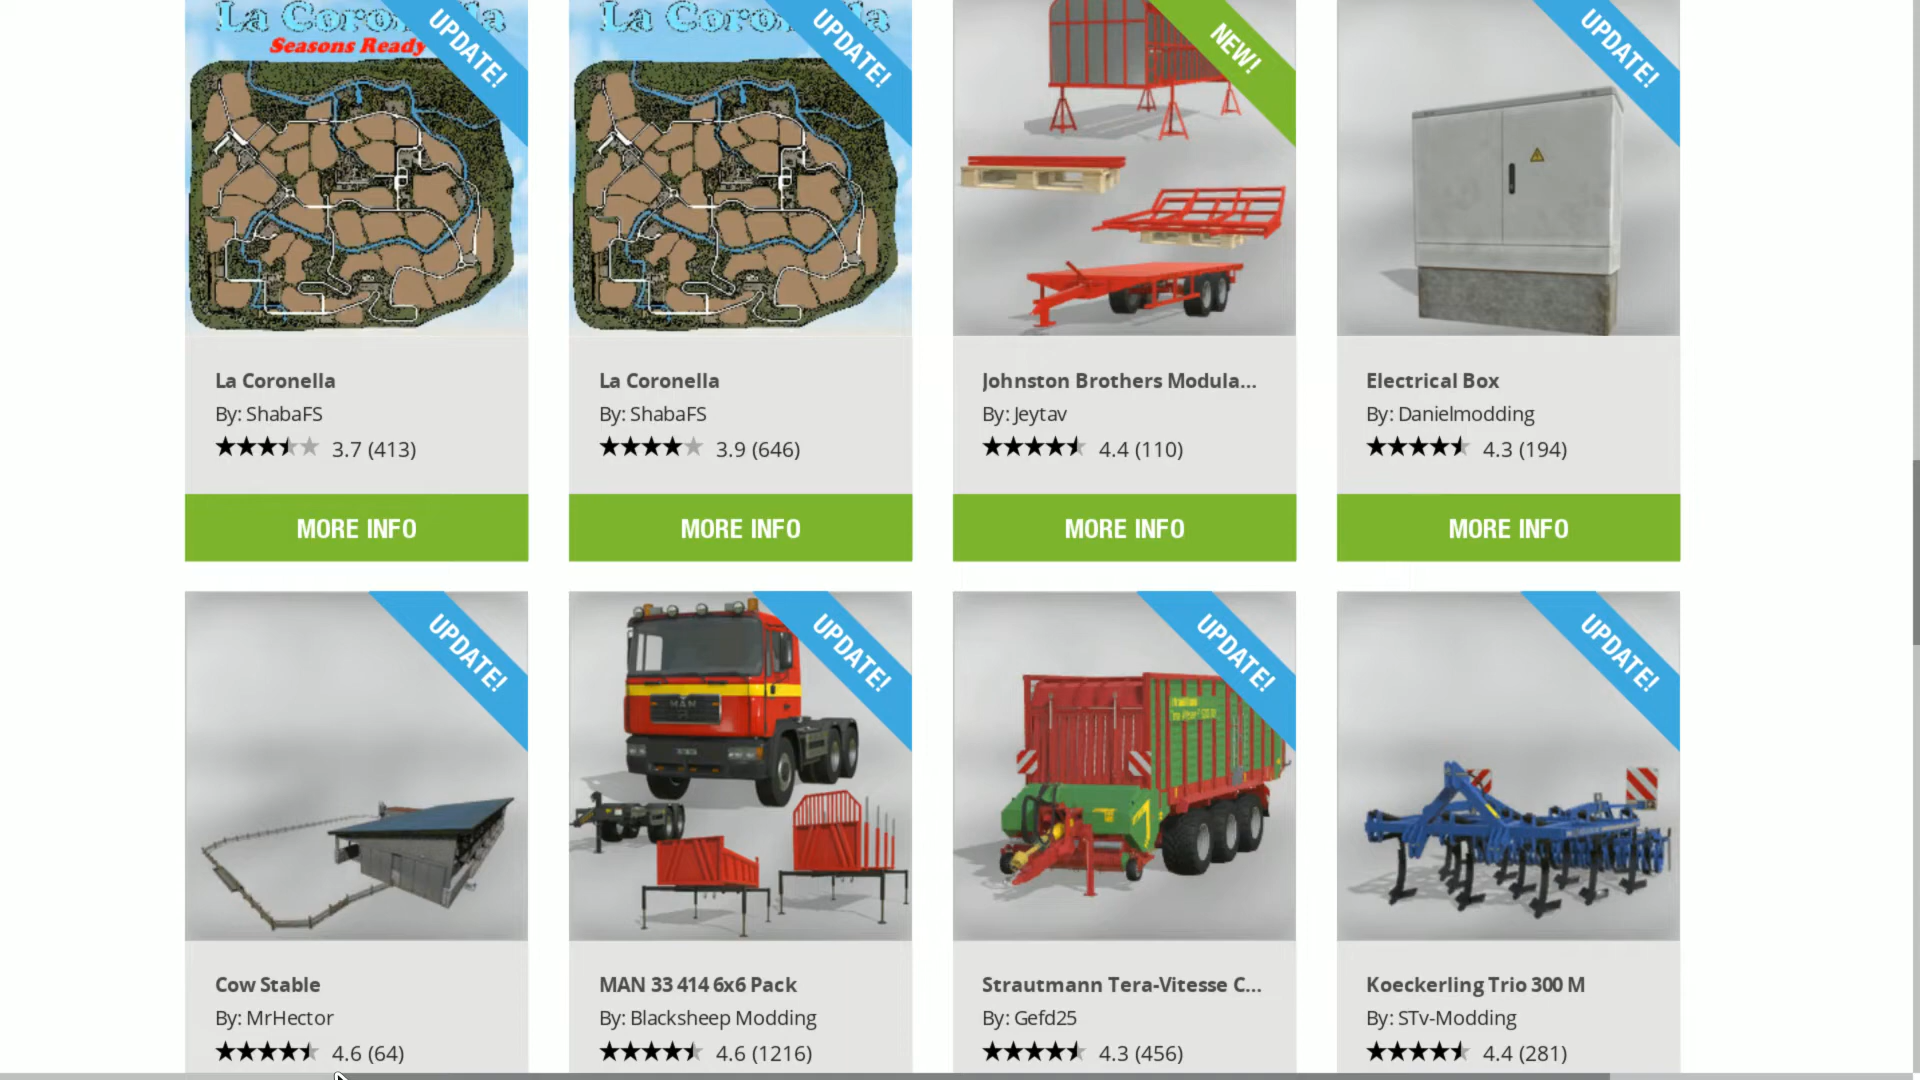 La Coronella
Seasons Ready
UPDATE!
La Coronella
UPDATE!
NEW!
UPDATE!
La Coronella
By: ShabaFS
3.7 (413)
MORE INFO
La Coronella
By: ShabaFS
3.9 (646)
MORE INFO
Johnston Brothers Modula...
By: Jeytav
4.4 (110)
MORE INFO
Electrical Box
By: Danielmodding
4.3 (194)
MORE INFO
UPDATE!
UPDATE!
MAN
UPDATE!
UPDATE!
Cow Stable
By: MrHector
4.6 (64)
MAN 33 414 6x6 Pack
By: Blacksheep Modding
4.6 (1216)
Strautmann Tera-Vitesse C...
By: Gefd25
4.3 (456)
Koeckerling Trio 300 M
By: STv-Modding
4.4 (281)